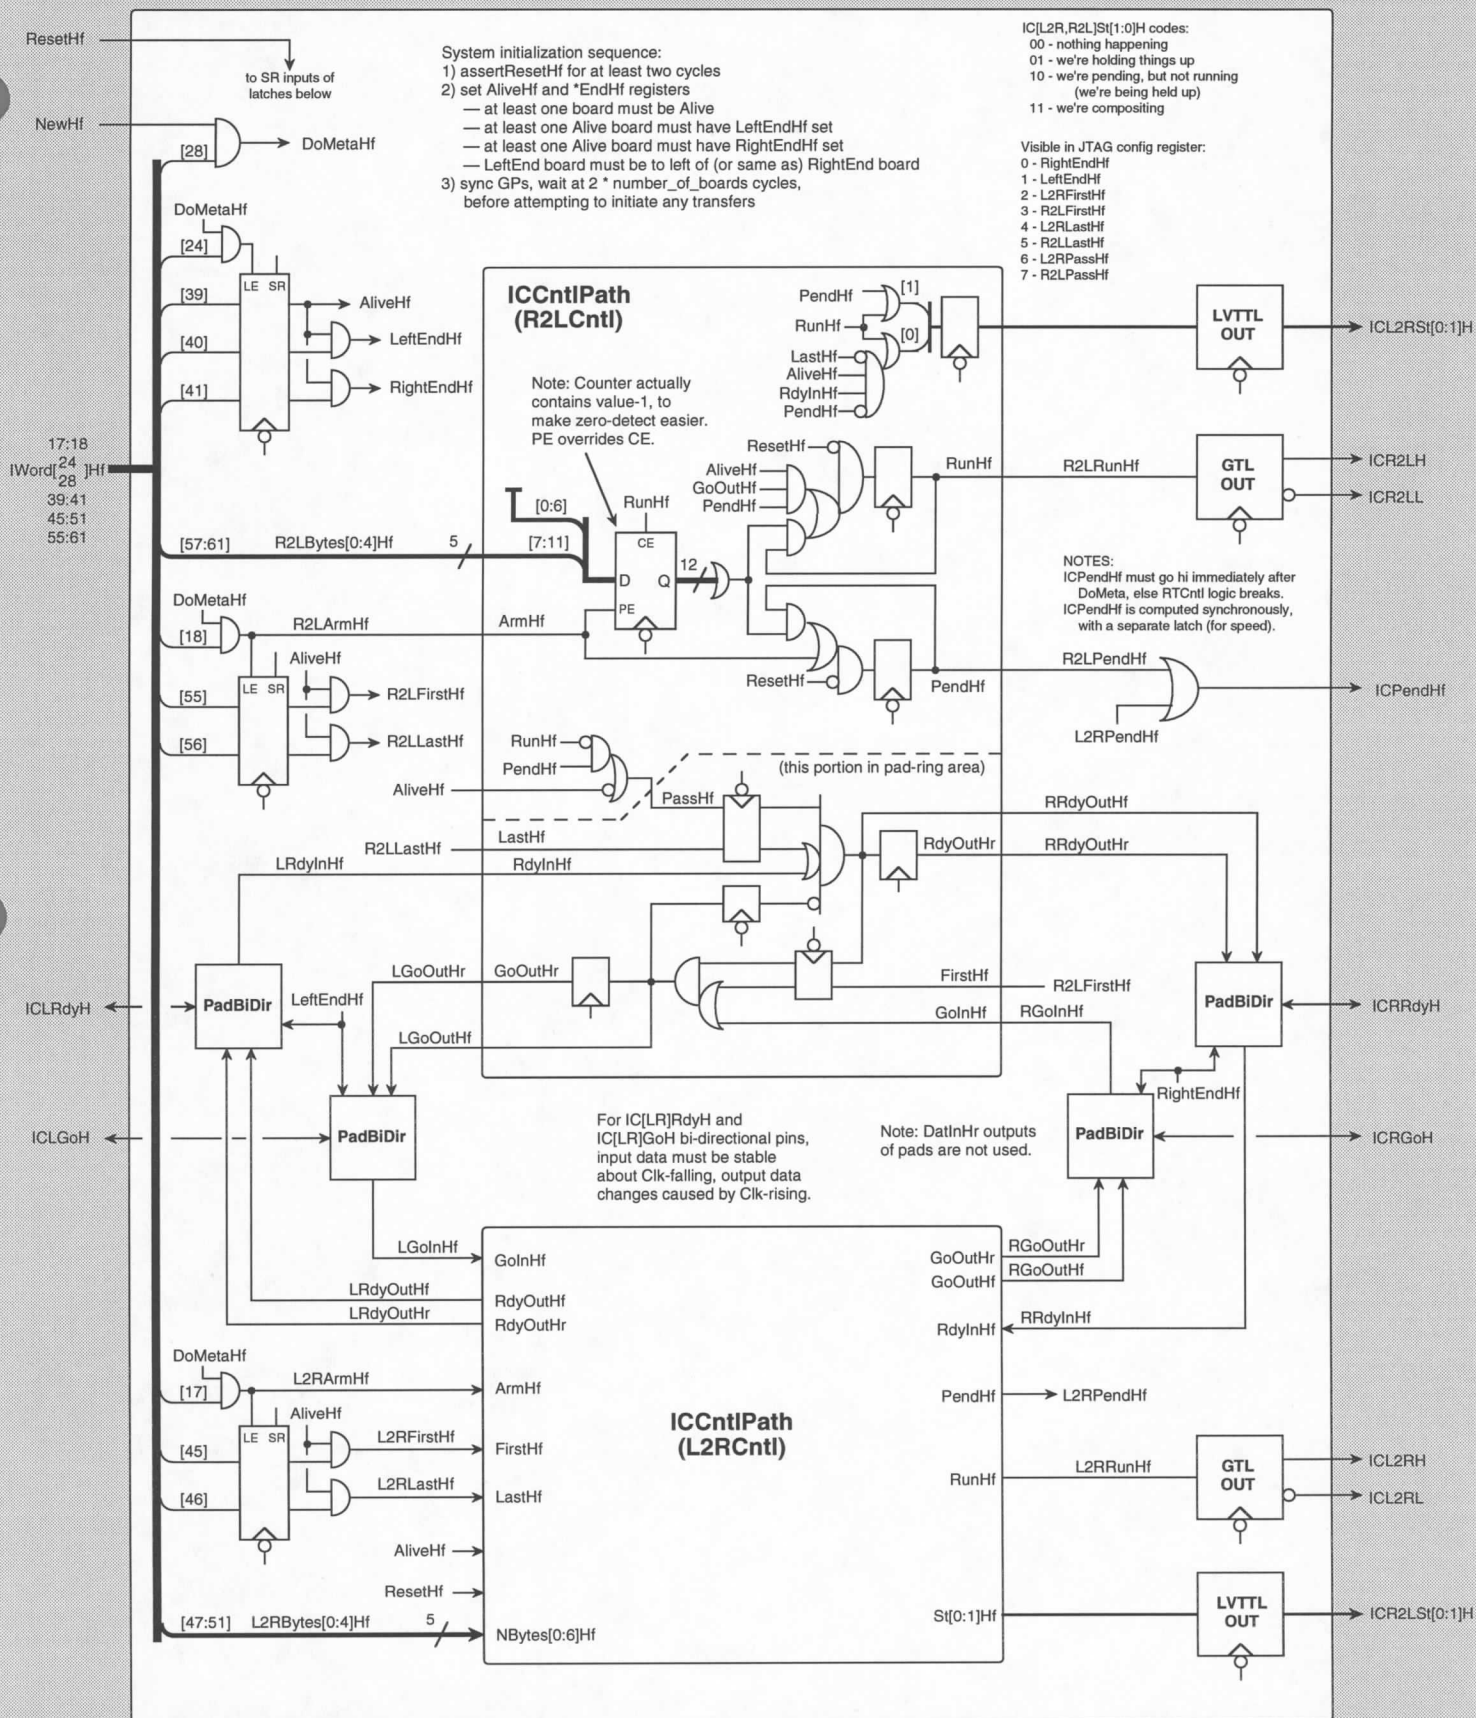 ResetHf
to SR inputs of
latches below
System initialization sequence:
1) assertResetHf for at least two cycles
2) set AliveHf and *EndHf registers
— at least one board must be Alive
— at least one Alive board must have LeftEndHf set
— at least one Alive board must have RightEndHf set
— LeftEnd board must be to left of (or same as) RightEnd board
3) sync GPs, wait at 2 * number_of_boards cycles,
before attempting to initiate any transfers
IC[L2R,R2L]St[1:0]H codes:
00 - nothing happening
01 - we're holding things up
10 - we're pending, but not running
(we're being held up)
11 - we're compositing
Visible in JTAG config register:
0 - RightEndHf
1 - LeftEndHf
2 - L2RFirstHf
3 - R2LFirstHf
4 - L2RLastHf
5 - R2LLastHf
6 - L2RPassHf
7 - R2LPassHf
NewHf
[28]
DoMetaHf
DoMetaHf
[24]
LE SR
[39]
AliveHf
[40]
LeftEndHf
[41]
RightEndHf
17:18
IWord[ 24 ]Hf
28
39:41
45:51
55:61
ICCntlPath
(R2LCntl)
PendHf
[1]
RunHf
[0]
LastHf
AliveHf
RdyInHf
PendHf
LVTTL
OUT
ICL2RSt[0:1]H
Note: Counter actually
contains value-1, to
make zero-detect easier.
PE overrides CE.
ResetHf
AliveHf
GoOutHf
PendHf
RunHf
R2LRunHf
GTL
OUT
ICR2LH
ICR2LL
[0:6]
RunHf
CE
[57:61]
R2LBytes[0:4]Hf
5
[7:11]
D
Q
12
PE
NOTES:
ICPendHf must go hi immediately after
DoMeta, else RTCntl logic breaks.
ICPendHf is computed synchronously,
with a separate latch (for speed).
DoMetaHf
[18]
R2LArmHf
ArmHf
AliveHf
LE SR
[55]
R2LFirstHf
[56]
R2LLastHf
ResetHf
PendHf
R2LPendHf
L2RPendHf
ICPendHf
RunHf
PendHf
AliveHf
(this portion in pad-ring area)
PassHf
R2LLastHf
LastHf
LRdyInHf
RdyInHf
RdyOutHr
RRdyOutHf
RRdyOutHr
LGoOutHr
GoOutHr
FirstHf
R2LFirstHf
GoInHf
RGoInHf
LGoOutHf
ICLRdyH
PadBiDir
LeftEndHf
PadBiDir
ICRRdyH
RightEndHf
ICLGoH
PadBiDir
For IC[LR]RdyH and
IC[LR]GoH bi-directional pins,
input data must be stable
about Clk-falling, output data
changes caused by Clk-rising.
Note: DatInHr outputs
of pads are not used.
PadBiDir
ICRGoH
LGoInHf
GoInHf
LRdyOutHf
RdyOutHf
LRdyOutHr
RdyOutHr
GoOutHr
RGoOutHr
GoOutHf
RGoOutHf
RdyInHf
RRdyInHf
DoMetaHf
[17]
L2RArmHf
ArmHf
PendHf
L2RPendHf
AliveHf
LE SR
[45]
L2RFirstHf
FirstHf
[46]
L2RLastHf
LastHf
ICCntlPath
(L2RCntl)
RunHf
L2RRunHf
GTL
OUT
ICL2RH
ICL2RL
AliveHf
ResetHf
[47:51]
L2RBytes[0:4]Hf
5
NBytes[0:6]Hf
St[0:1]Hf
LVTTL
OUT
ICR2LSt[0:1]H